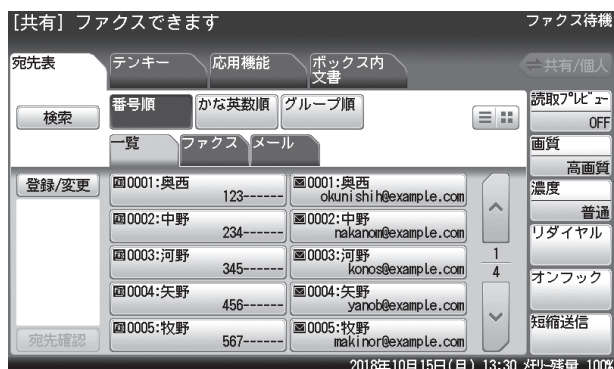 [共有] ファクスできます
ファクス待機
宛先表
テンキー
応用機能
ボックス内
文書
共有/個人
検索
番号順
かな英数順
グループ順
読取プレビュー
OFF
一覧
ファクス
メール
画質
高画質
登録/変更
0001:奥西
123------
0001:奥西
okunishih@example.com
濃度
普通
0002:中野
234------
0002:中野
nakanom@example.com
リダイヤル
0003:河野
345------
0003:河野
konos@example.com
1
4
オンフック
0004:矢野
456------
0004:矢野
yanob@example.com
0005:牧野
567------
0005:牧野
makinor@example.com
短縮送信
宛先確認
2018年10月15日(月) 13:30 メモリー残量 100%